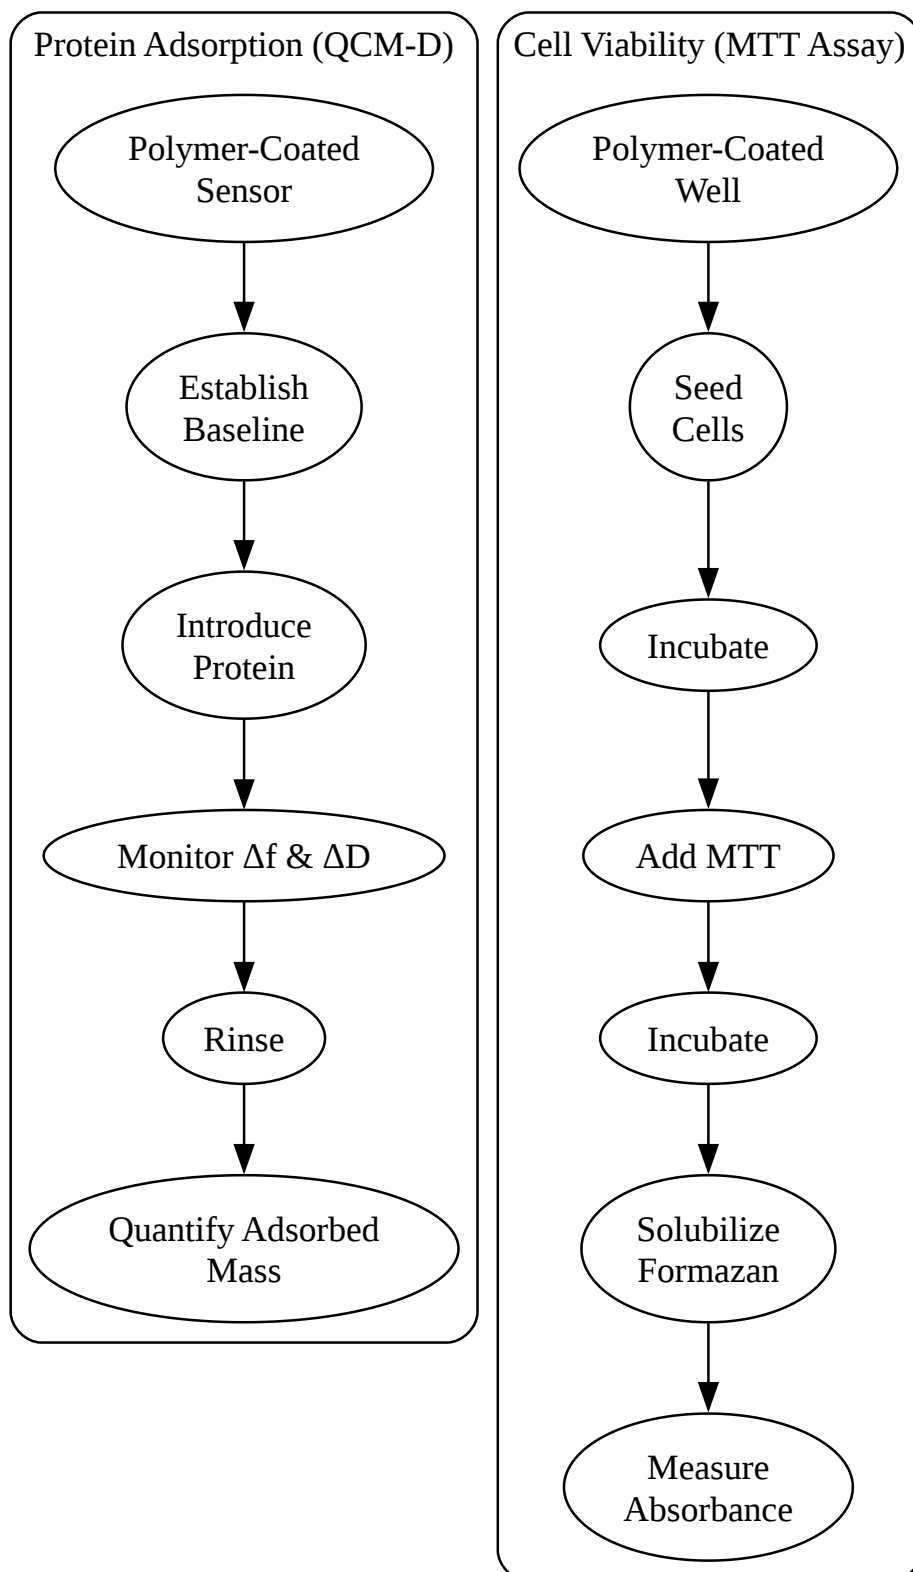 Protein Adsorption (QCM-D)
Polymer-Coated
Sensor
Establish
Baseline
Introduce
Protein
Monitor Δf & ΔD
Rinse
Quantify Adsorbed
Mass
Cell Viability (MTT Assay)
Polymer-Coated
Well
Seed
Cells
Incubate
Add MTT
Incubate
Solubilize
Formazan
Measure
Absorbance